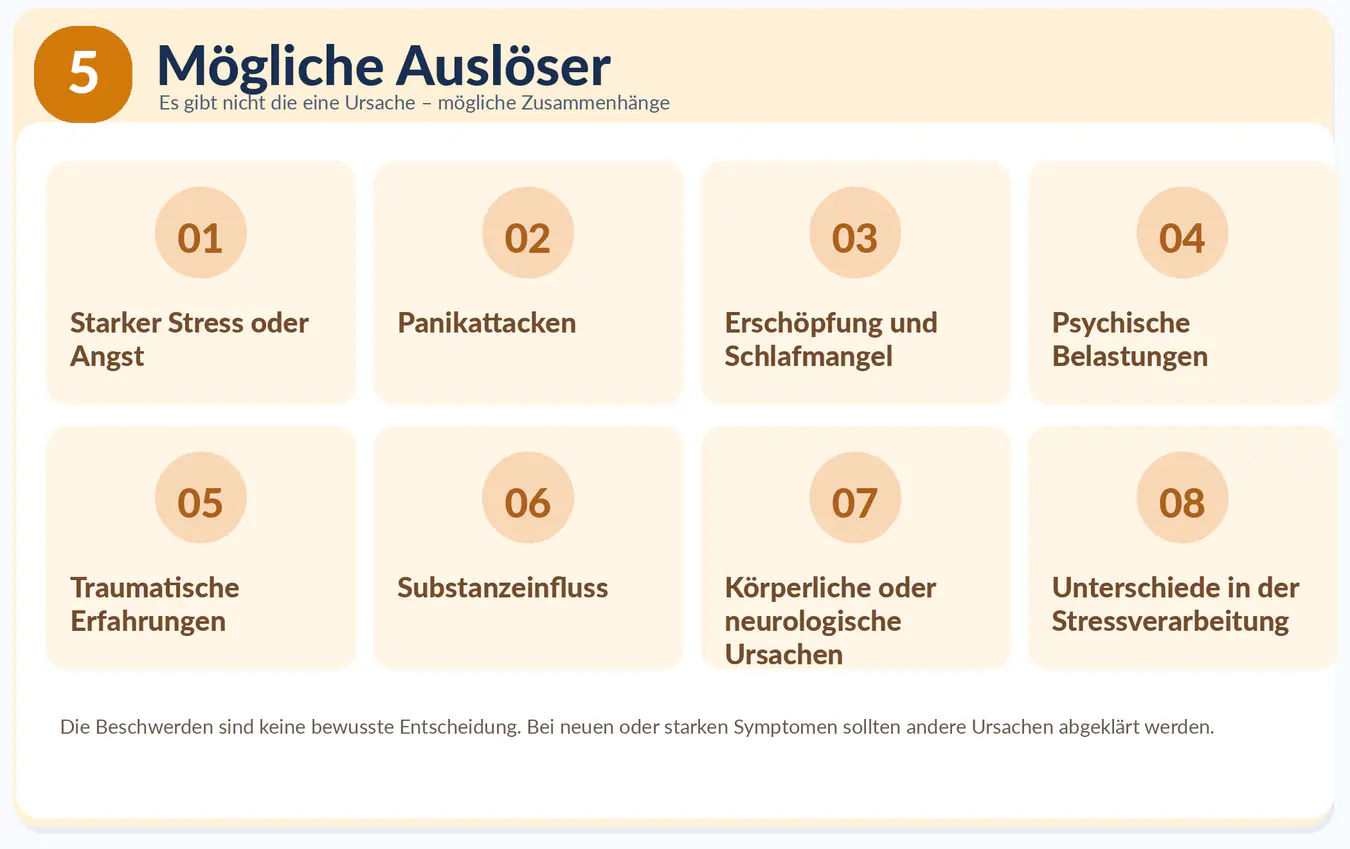 5
Mögliche Auslöser
Es gibt nicht die eine Ursache – mögliche Zusammenhänge
01
Starker Stress oder
Angst
02
Panikattacken
03
Erschöpfung und
Schlafmangel
04
Psychische
Belastungen
05
Traumatische
Erfahrungen
06
Substanzeinfluss
07
Körperliche oder
neurologische
Ursachen
08
Unterschiede in der
Stressverarbeitung
Die Beschwerden sind keine bewusste Entscheidung. Bei neuen oder starken Symptomen sollten andere Ursachen abgeklärt werden.